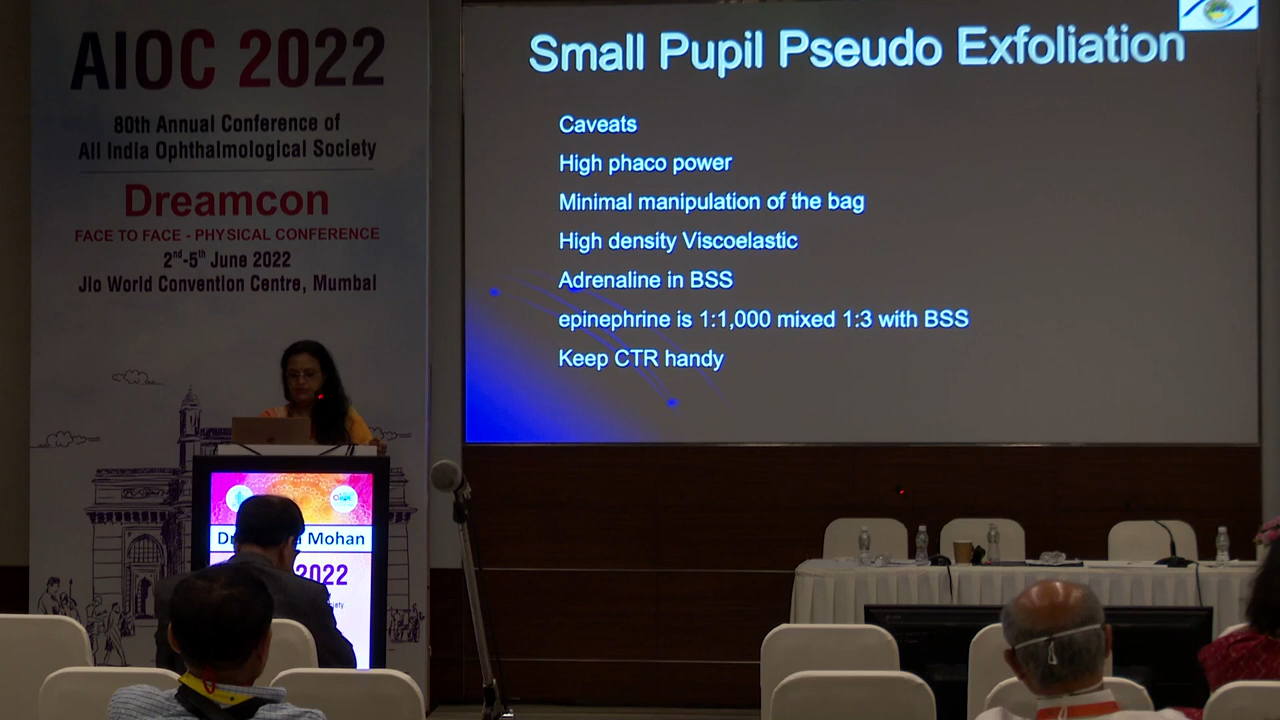 AIOC 2022
80th Annual Conference of
All India Ophthalmological Society
Dreamcon
FACE TO FACE - PHYSICAL CONFERENCE
2nd-5th June 2022
Jio World Convention Centre, Mumbai
Small Pupil Pseudo Exfoliation
Caveats
High phaco power
Minimal manipulation of the bag
High density Viscoelastic
Adrenaline in BSS
epinephrine is 1:1,000 mixed 1:3 with BSS
Keep CTR handy
Mohan
2022